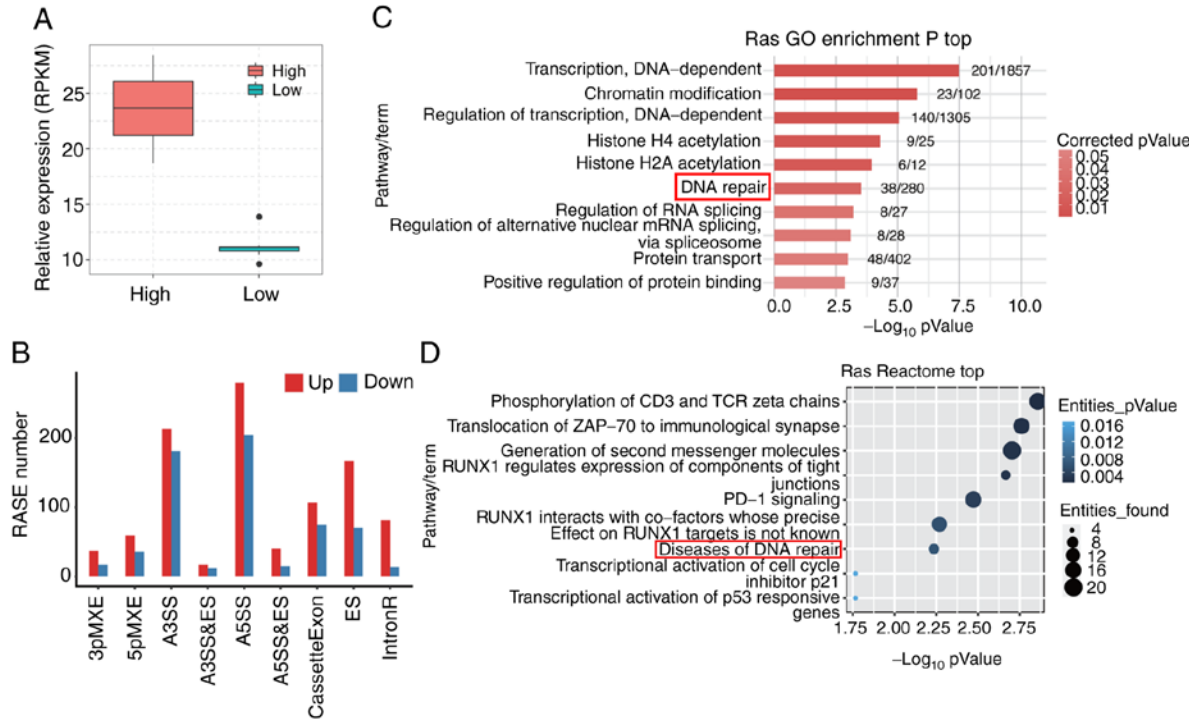 A
Relative expression (RPKM)
25
20
15
10
High
Low
High
Low
B
RASE number
200
100
0
Up
Down
3pMXE
5pMXE
A3SS
A3SS&ES
A5SS
A5SS&ES
CassetteExon
ES
IntronR
C
Ras GO enrichment P top
Pathway/term
Transcription, DNA−dependent
201/1857
Chromatin modification
23/102
Regulation of transcription, DNA−dependent
140/1305
Histone H4 acetylation
9/25
Histone H2A acetylation
6/12
DNA repair
38/280
Regulation of RNA splicing
8/27
Regulation of alternative nuclear mRNA splicing,
via spliceosome
8/28
Protein transport
48/402
Positive regulation of protein binding
9/37
0.0 2.5 5.0 7.5 10.0
−Log10 pValue
Corrected pValue
0.05
0.04
0.03
0.02
0.01
D
Ras Reactome top
Pathway/term
Phosphorylation of CD3 and TCR zeta chains
Translocation of ZAP−70 to immunological synapse
Generation of second messenger molecules
RUNX1 regulates expression of components of tight
junctions
PD−1 signaling
RUNX1 interacts with co−factors whose precise
Effect on RUNX1 targets is not known
Diseases of DNA repair
Transcriptional activation of cell cycle
inhibitor p21
Transcriptional activation of p53 responsive
genes
1.75 2.00 2.25 2.50 2.75
−Log10 pValue
Entities_pValue
0.016
0.012
0.008
0.004
Entities_found
4
8
12
16
20